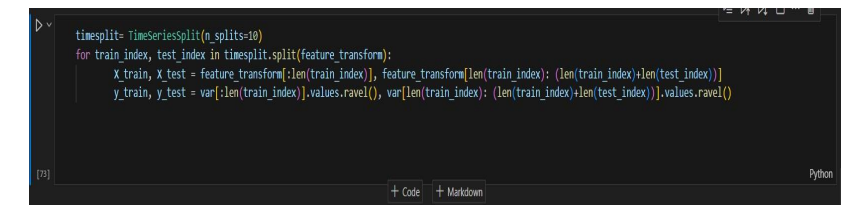 timesplit= TimeSeriesSplit(n_splits=10)
for train_index, test_index in timesplit.split(feature_transform):
X_train, X_test = feature_transform[:len(train_index)], feature_transform[len(train_index): (len(train_index)+len(test_index))]
y_train, y_test = var[:len(train_index)].values.ravel(), var[len(train_index): (len(train_index)+len(test_index))].values.ravel()
[73]
Python
+ Code + Markdown